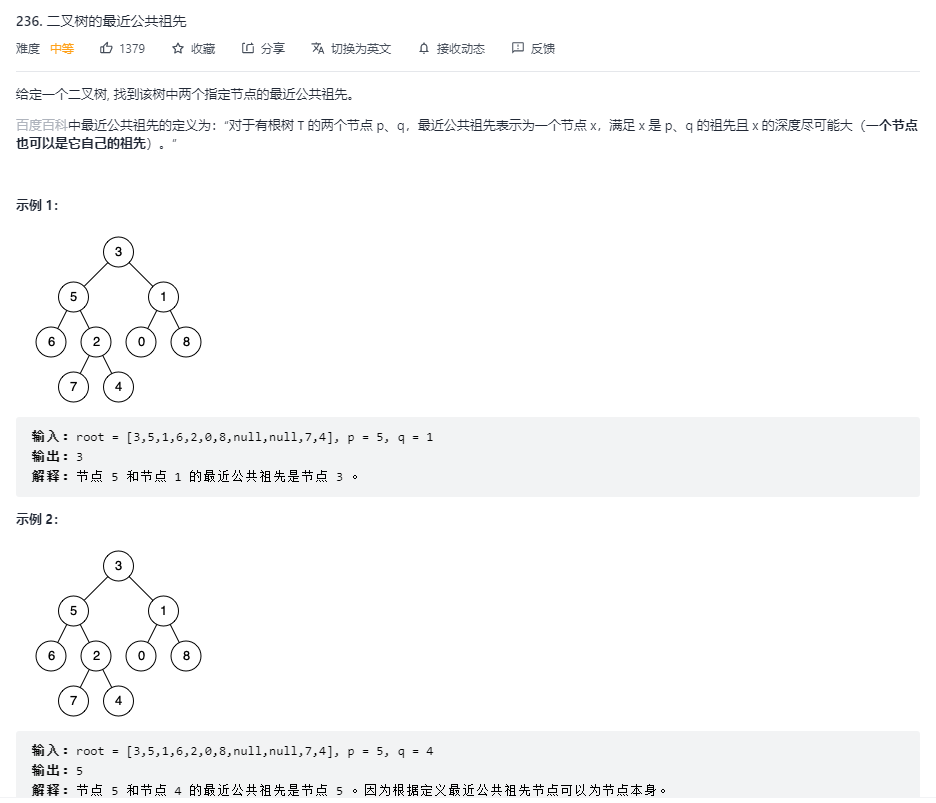 236. 二叉树的最近公共祖先
难度 中等 1379 收藏 分享 切换为英文 接收动态 反馈
给定一个二叉树, 找到该树中两个指定节点的最近公共祖先。
百度百科中最近公共祖先的定义为：“对于有根树 T 的两个节点 p、q，最近公共祖先表示为一个节点 x，满足 x 是 p、q 的祖先且 x 的深度尽可能大（一个节点
也可以是它自己的祖先）。”
示例 1：
3
5 1
6 2 0 8
7 4
输入：root = [3,5,1,6,2,0,8,null,null,7,4], p = 5, q = 1
输出：3
解释：节点 5 和节点 1 的最近公共祖先是节点 3 。
示例 2：
3
5 1
6 2 0 8
7 4
输入：root = [3,5,1,6,2,0,8,null,null,7,4], p = 5, q = 4
输出：5
解释：节点 5 和节点 4 的最近公共祖先是节点 5 。因为根据定义最近公共祖先节点可以为节点本身。